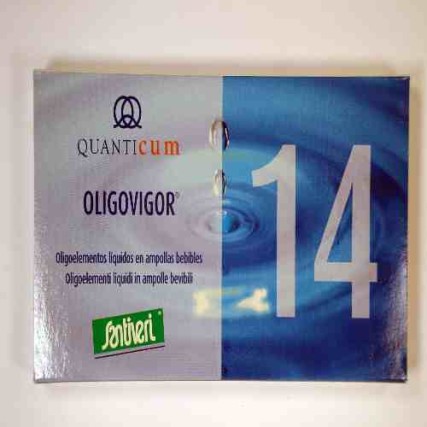 QUANTICUM
OLIGOVIGOR®
Oligoelementos líquidos en ampollas bebibles
Oligoelementi liquidi in ampolle bevibili
Santiveri®
14